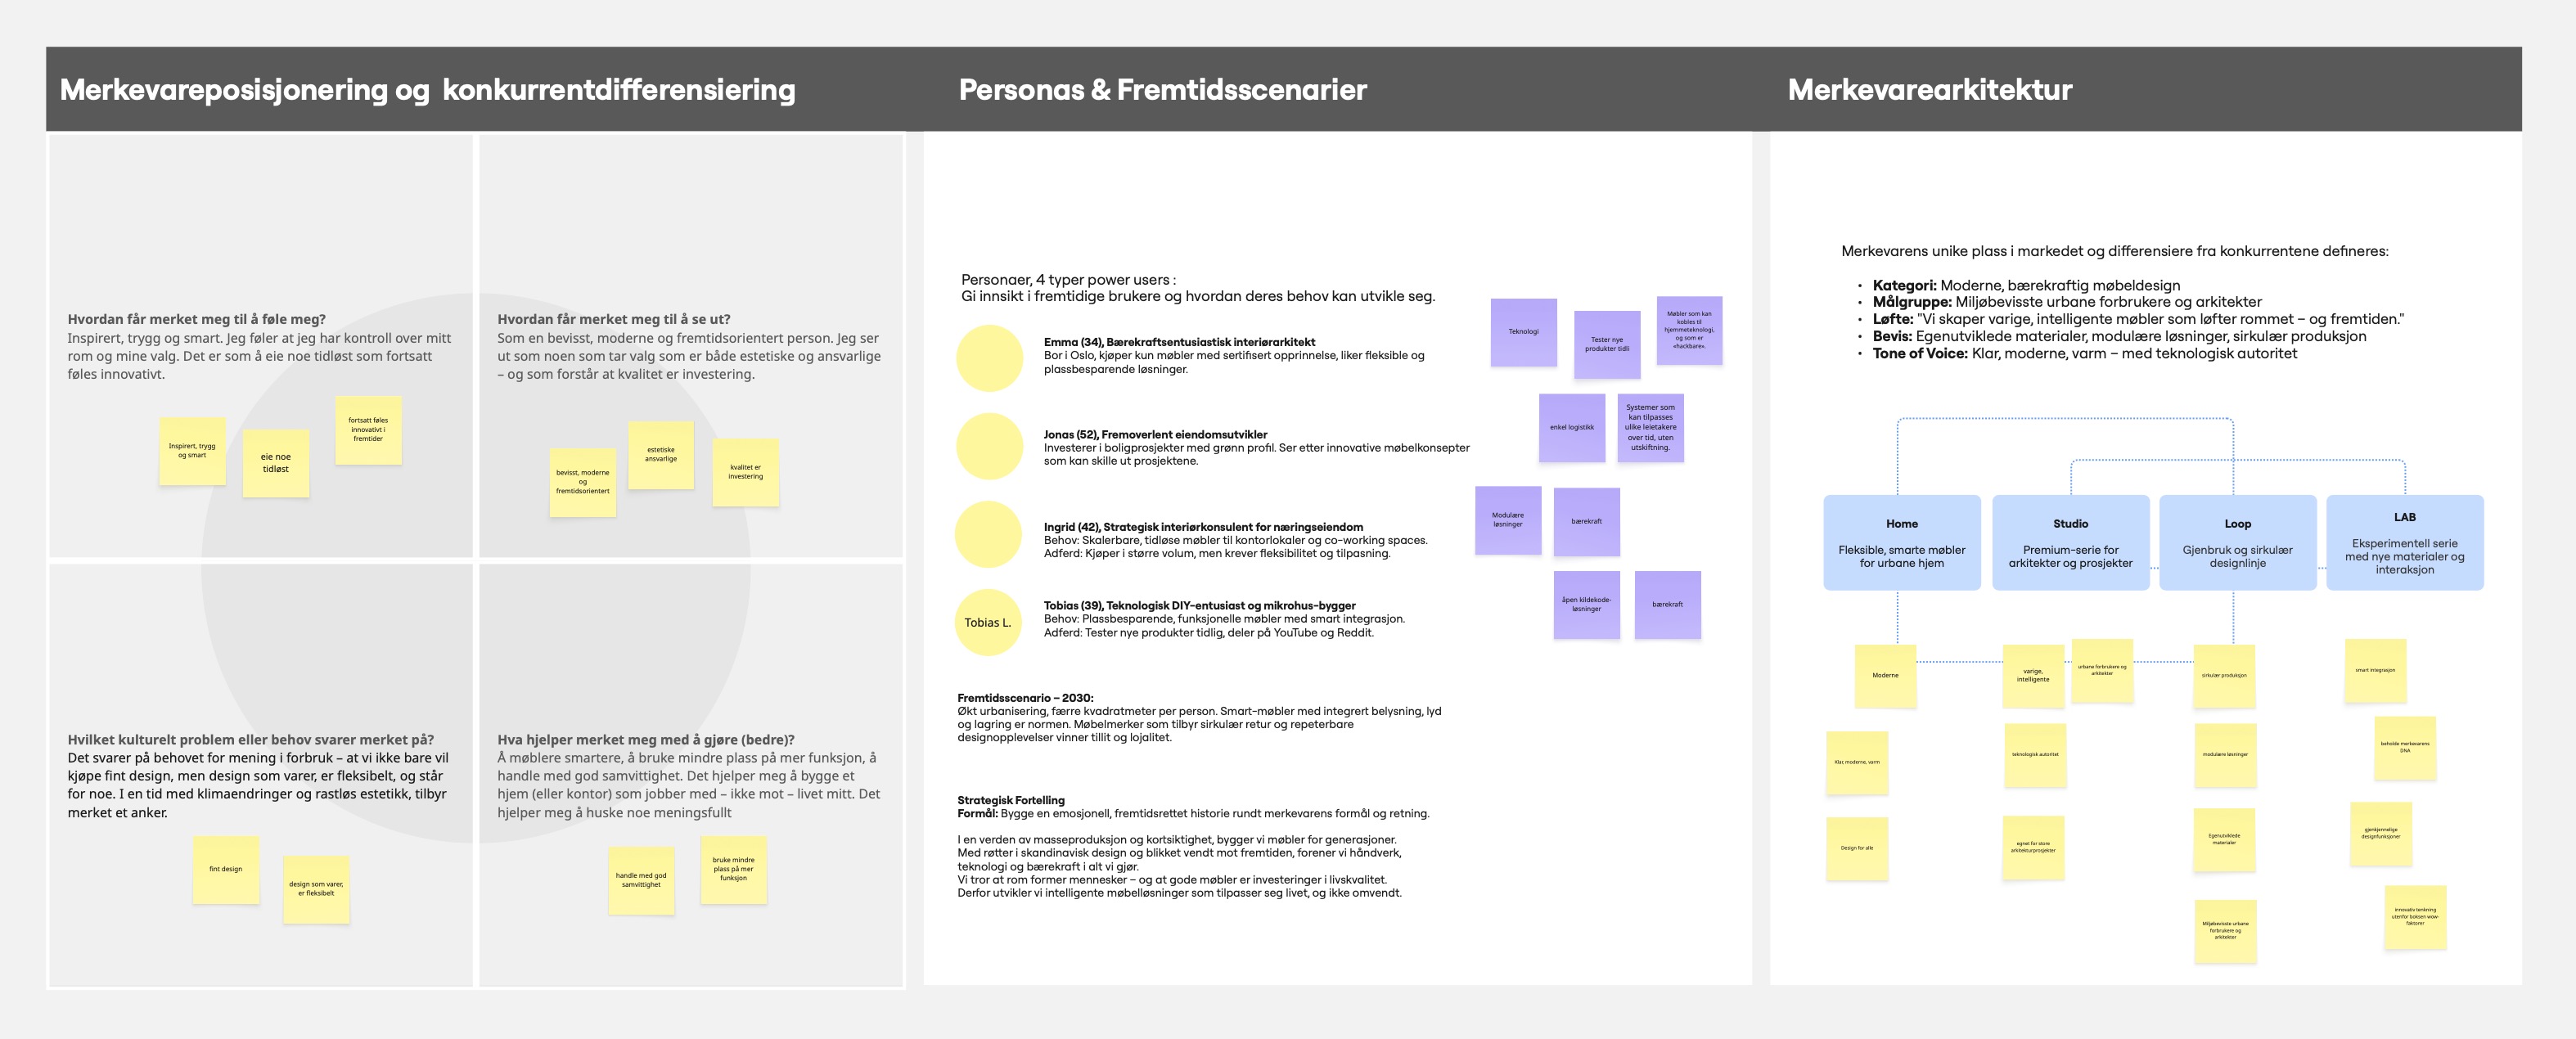 Merkevareposisjonering og konkurrentdifferensiering
Hvordan får merket meg til å føle meg?
Inspirert, trygg og smart. Jeg føler at jeg har kontroll over mitt
rom og mine valg. Det er som å eie noe tidløst som fortsatt
føles innovativt.
Inspirert, trygg
og smart
eie noe
tidløst
fortsatt føles
innovativt i
fremtider
Hvordan får merket meg til å se ut?
Som en bevisst, moderne og fremtidsorientert person. Jeg ser
ut som noen som tar valg som er både estetiske og ansvarlige
– og som forstår at kvalitet er investering.
bevisst, moderne
og
fremtidsorientert
estetiske
ansvarlige
kvalitet er
investering
Hvilket kulturelt problem eller behov svarer merket på?
Det svarer på behovet for mening i forbruk – at vi ikke bare vil
kjøpe fint design, men design som varer, er fleksibelt, og står
for noe. I en tid med klimaendringer og rastløs estetikk, tilbyr
merket et anker.
fint design
design som varer,
er fleksibelt
Hva hjelper merket meg med å gjøre (bedre)?
Å møblere smartere, å bruke mindre plass på mer funksjon, å
handle med god samvittighet. Det hjelper meg å bygge et
hjem (eller kontor) som jobber med – ikke mot – livet mitt. Det
hjelper meg å huske noe meningsfullt
handle med god
samvittighet
bruke mindre
plass på mer
funksjon
Personas & Fremtidsscenarier
Personaer, 4 typer power users :
Gi innsikt i fremtidige brukere og hvordan deres behov kan utvikle seg.
Emma (34), Bærekraftsentusiastisk interiørarkitekt
Bor i Oslo, kjøper kun møbler med sertifisert opprinnelse, liker fleksible og
plassbesparende løsninger.
Teknologi
Tester nye
produkter tidli
Møbler som kan
kobles til
hjemmeteknologi,
og som er
«hackbare».
Jonas (52), Fremoverlent eiendomsutvikler
Investerer i boligprosjekter med grønn profil. Ser etter innovative møbelkonsepter
som kan skille ut prosjektene.
enkel logistikk
Systemer som
kan tilpasses
ulike leietakere
over tid, uten
utskiftning.
Ingrid (42), Strategisk interiørkonsulent for næringseiendom
Behov: Skalerbare, tidløse møbler til kontorlokaler og co-working spaces.
Adferd: Kjøper i større volum, men krever fleksibilitet og tilpasning.
Modulære
løsninger
bærekraft
Tobias L.
Tobias (39), Teknologisk DIY-entusiast og mikrohus-bygger
Behov: Plassbesparende, funksjonelle møbler med smart integrasjon.
Adferd: Tester nye produkter tidlig, deler på YouTube og Reddit.
åpen kildekode-
løsninger
bærekraft
Fremtidsscenario – 2030:
Økt urbanisering, færre kvadratmeter per person. Smart-møbler med integrert belysning, lyd
og lagring er normen. Møbelmerker som tilbyr sirkulær retur og repeterbare
designopplevelser vinner tillit og lojalitet.
Strategisk Fortelling
Formål: Bygge en emosjonell, fremtidsrettet historie rundt merkevarens formål og retning.
I en verden av masseproduksjon og kortsiktighet, bygger vi møbler for generasjoner.
Med røtter i skandinavisk design og blikket vendt mot fremtiden, forener vi håndverk,
teknologi og bærekraft i alt vi gjør.
Vi tror at rom former mennesker – og at gode møbler er investeringer i livskvalitet.
Derfor utvikler vi intelligente møbelløsninger som tilpasser seg livet, og ikke omvendt.
Merkevarearkitektur
Merkevarens unike plass i markedet og differensiere fra konkurrentene defineres:
• Kategori: Moderne, bærekraftig møbeldesign
• Målgruppe: Miljøbevisste urbane forbrukere og arkitekter
• Løfte: "Vi skaper varige, intelligente møbler som løfter rommet – og fremtiden."
• Bevis: Egenutviklede materialer, modulære løsninger, sirkulær produksjon
• Tone of Voice: Klar, moderne, varm – med teknologisk autoritet
Home
Fleksible, smarte møbler
for urbane hjem
Studio
Premium-serie for
arkitekter og prosjekter
Loop
Gjenbruk og sirkulær
designlinje
LAB
Eksperimentell serie
med nye materialer og
interaksjon
Moderne
Klar, moderne, varm
Design for alle
varige,
intelligente
urbane forbrukere og
arkitekter
teknologisk autoritet
egnet for store
arkitekturprosjekter
sirkulær produksjon
modulære løsninger
Egenutviklede
materialer
Miljøbevisste urbane
forbrukere og
arkitekter
smart integrasjon
beholde merkevarens
DNA
gjenkjennelige
designfunksjoner
innovativ tenkning
utenfor boksen wow-
faktorer